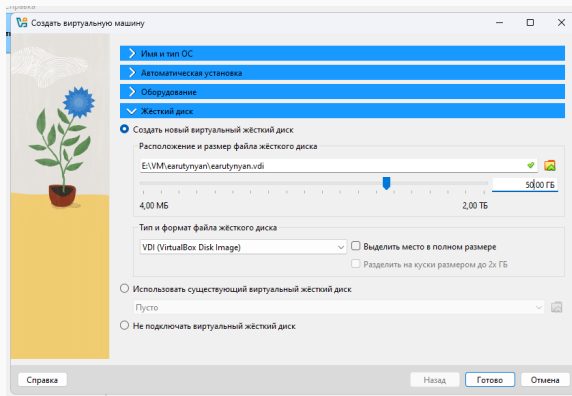 Справка
Создать виртуальную машину
Имя и тип ОС
Автоматическая установка
Оборудование
Жёсткий диск
Создать новый виртуальный жёсткий диск
Расположение и размер файла жёсткого диска
E:\VM\earutynyan\earutynyan.vdi
50,00 ГБ
4,00 МБ 2,00 ТБ
Тип и формат файла жёсткого диска
VDI (VirtualBox Disk Image) Выделить место в полном размере
Разделить на куски размером до 2х ГБ
Использовать существующий виртуальный жёсткий диск
Пусто
Не подключать виртуальный жёсткий диск
Справка Назад Готово Отмена